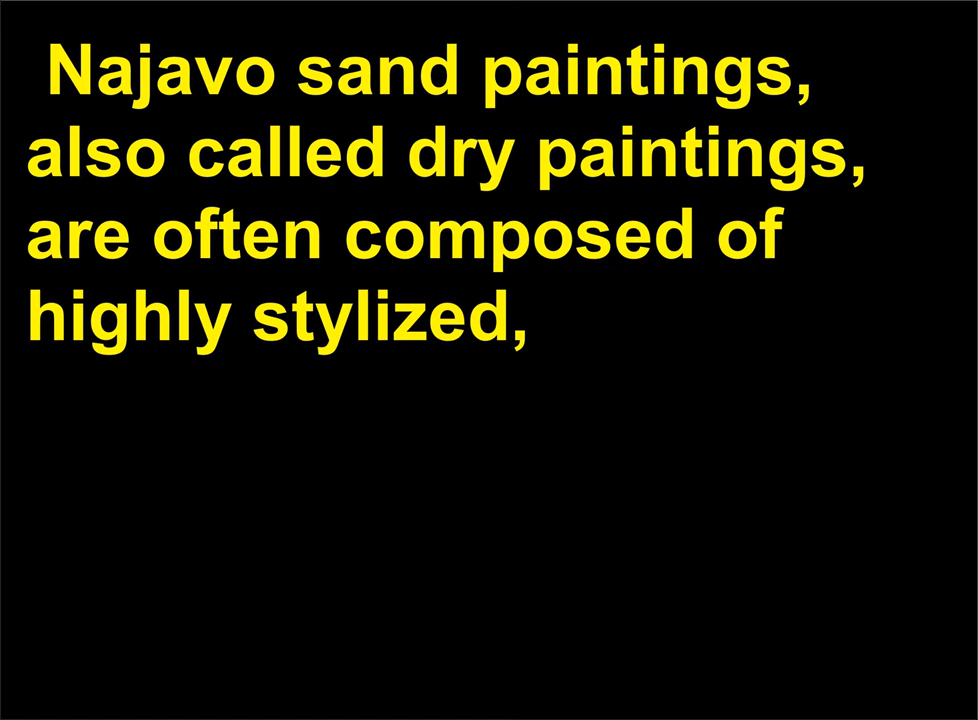 Najavo sand paintings,
also called dry paintings,
are often composed of
highly stylized,